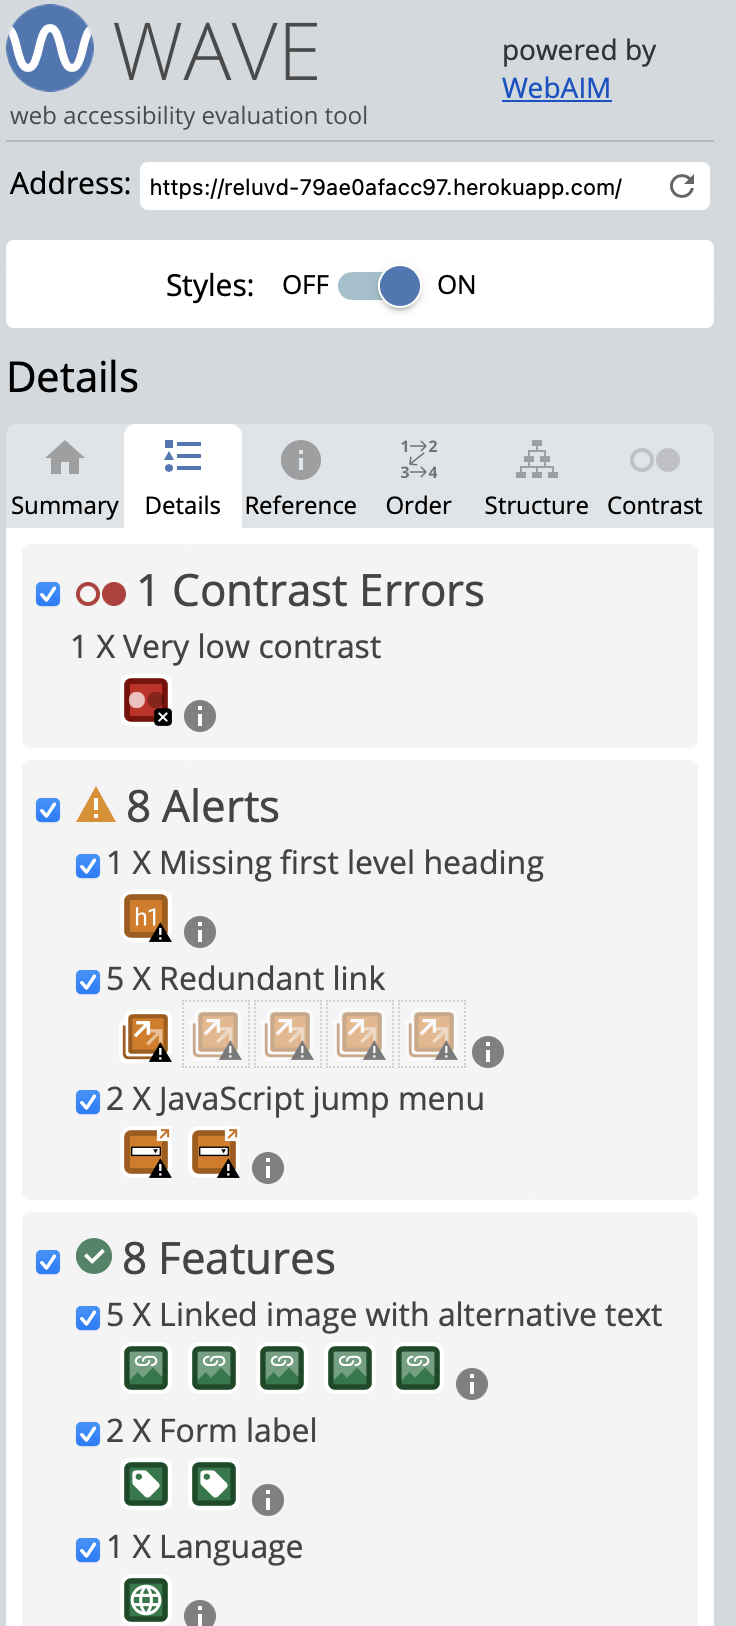 WAVE
powered by
WebAIM
web accessibility evaluation tool
Address: https://reluvd-79ae0afacc97.herokuapp.com/
Styles: OFF ON
Details
1→2
3→4
Summary Details Reference Order Structure Contrast
1 Contrast Errors
1 X Very low contrast
8 Alerts
1 X Missing first level heading
h1
5 X Redundant link
2 X JavaScript jump menu
8 Features
5 X Linked image with alternative text
2 X Form label
1 X Language